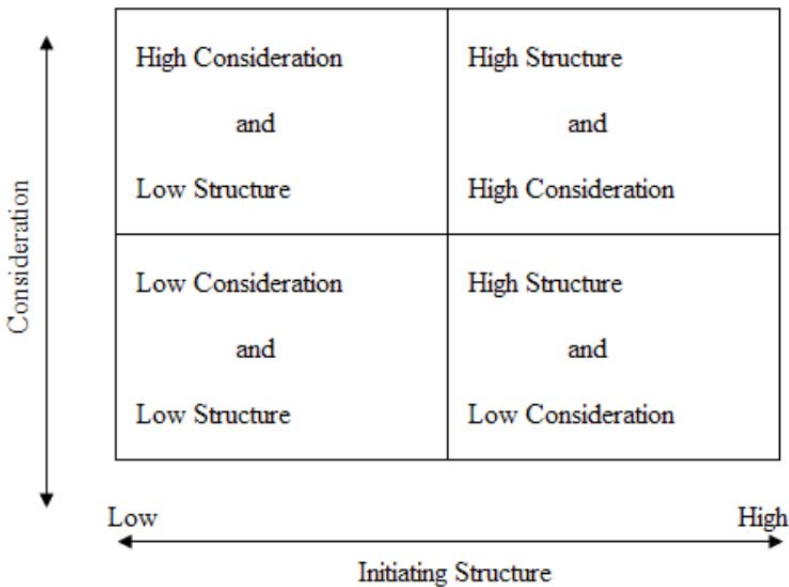 Consideration
High Consideration
and
Low Structure
High Structure
and
High Consideration
Low Consideration
and
Low Structure
High Structure
and
Low Consideration
Low
High
Initiating Structure